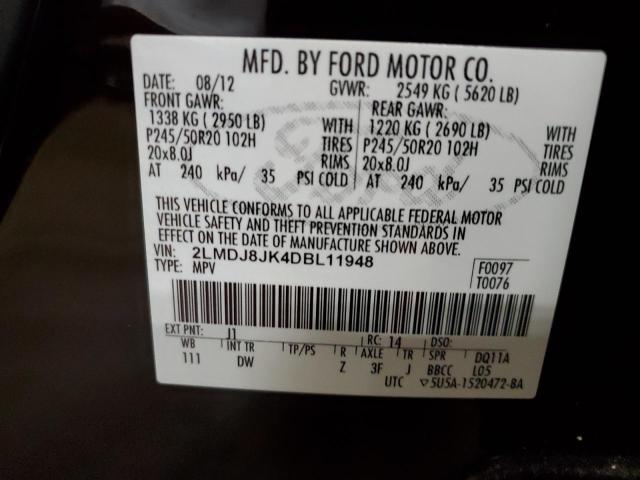 MFD. BY FORD MOTOR CO.
DATE: 08/12 GVWR: 2549 KG ( 5620 LB)
FRONT GAWR: REAR GAWR:
1338 KG ( 2950 LB) WITH 1220 KG ( 2690 LB) WITH
P245/50R20 102H TIRES P245/50R20 102H TIRES
20x8.0J RIMS 20x8.0J RIMS
AT 240 kPa/ 35 PSI COLD AT 240 kPa/ 35 PSI COLD
THIS VEHICLE CONFORMS TO ALL APPLICABLE FEDERAL MOTOR
VEHICLE SAFETY AND THEFT PREVENTION STANDARDS IN EFFECT
ON THE DATE OF MANUFACTURE SHOWN ABOVE.
VIN: 2LMDJ8JK4DBL11948 F0097
TYPE: MPV T0076
EXT PNT: J1 RC: 14 DSO:
WB INT TR TP/PS R AXLE TR SPR DQ11A
111 DW Z 3F J BBCC L05
UTC ▽5U5A-1520472-BA